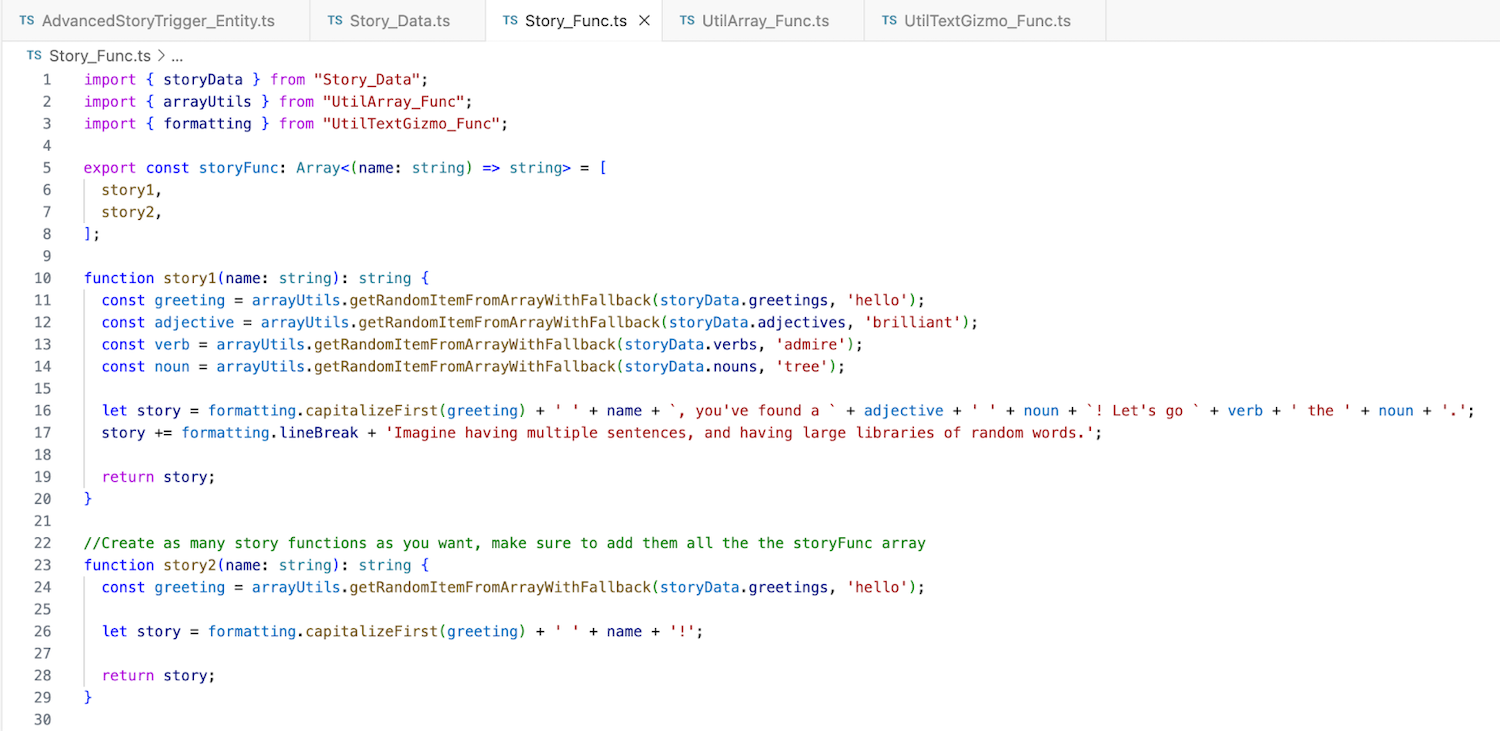 TS AdvancedStoryTrigger_Entity.ts TS Story_Data.ts TS Story_Func.ts × TS UtilArray_Func.ts TS UtilTextGizmo_Func.ts
TS Story_Func.ts > ...
1 import { storyData } from "Story_Data";
2 import { arrayUtils } from "UtilArray_Func";
3 import { formatting } from "UtilTextGizmo_Func";
4
5 export const storyFunc: Array<(name: string) => string> = [
6   story1,
7   story2,
8 ];
9
10 function story1(name: string): string {
11   const greeting = arrayUtils.getRandomItemFromArrayWithFallback(storyData.greetings, 'hello');
12   const adjective = arrayUtils.getRandomItemFromArrayWithFallback(storyData.adjectives, 'brilliant');
13   const verb = arrayUtils.getRandomItemFromArrayWithFallback(storyData.verbs, 'admire');
14   const noun = arrayUtils.getRandomItemFromArrayWithFallback(storyData.nouns, 'tree');
15
16   let story = formatting.capitalizeFirst(greeting) + ' ' + name + `, you've found a ` + adjective + ' ' + noun + `! Let's go ` + verb + ' the ' + noun + '.';
17   story += formatting.lineBreak + 'Imagine having multiple sentences, and having large libraries of random words.';
18
19   return story;
20 }
21
22 //Create as many story functions as you want, make sure to add them all the the storyFunc array
23 function story2(name: string): string {
24   const greeting = arrayUtils.getRandomItemFromArrayWithFallback(storyData.greetings, 'hello');
25
26   let story = formatting.capitalizeFirst(greeting) + ' ' + name + '!';
27
28   return story;
29 }
30